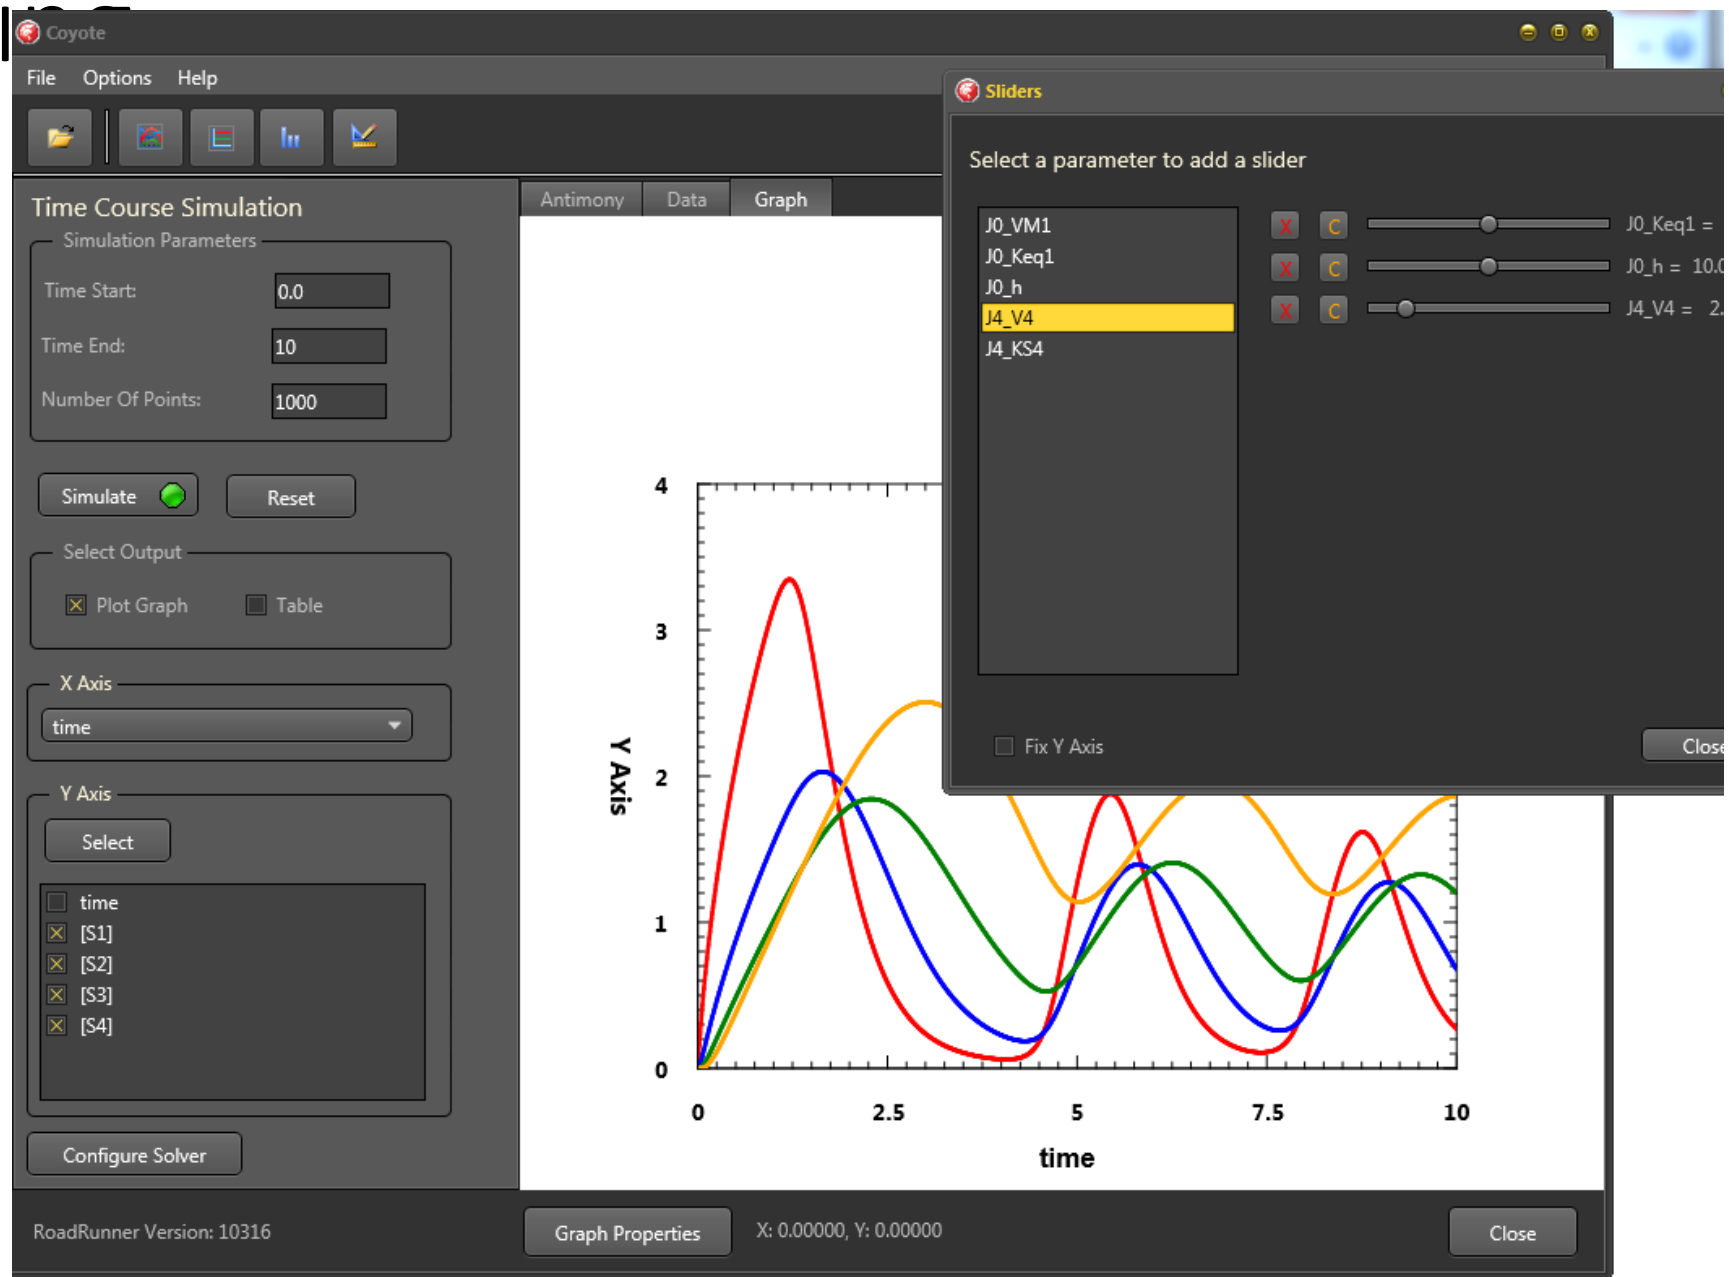 Coyote
File Options Help
Sliders
Select a parameter to add a slider
J0_VM1
J0_Keq1
J0_h
J4_V4
J4_KS4
X C J0_Keq1 =
X C J0_h = 10.0
X C J4_V4 = 2.
Fix Y Axis
Close
Time Course Simulation
Simulation Parameters
Time Start: 0.0
Time End: 10
Number Of Points: 1000
Simulate Reset
Select Output
Plot Graph Table
X Axis
time
Y Axis
Select
time
[S1]
[S2]
[S3]
[S4]
Configure Solver
Antimony Data Graph
4
3
2
1
0
Y Axis
0 2.5 5 7.5 10
time
RoadRunner Version: 10316
Graph Properties
X: 0.00000, Y: 0.00000
Close